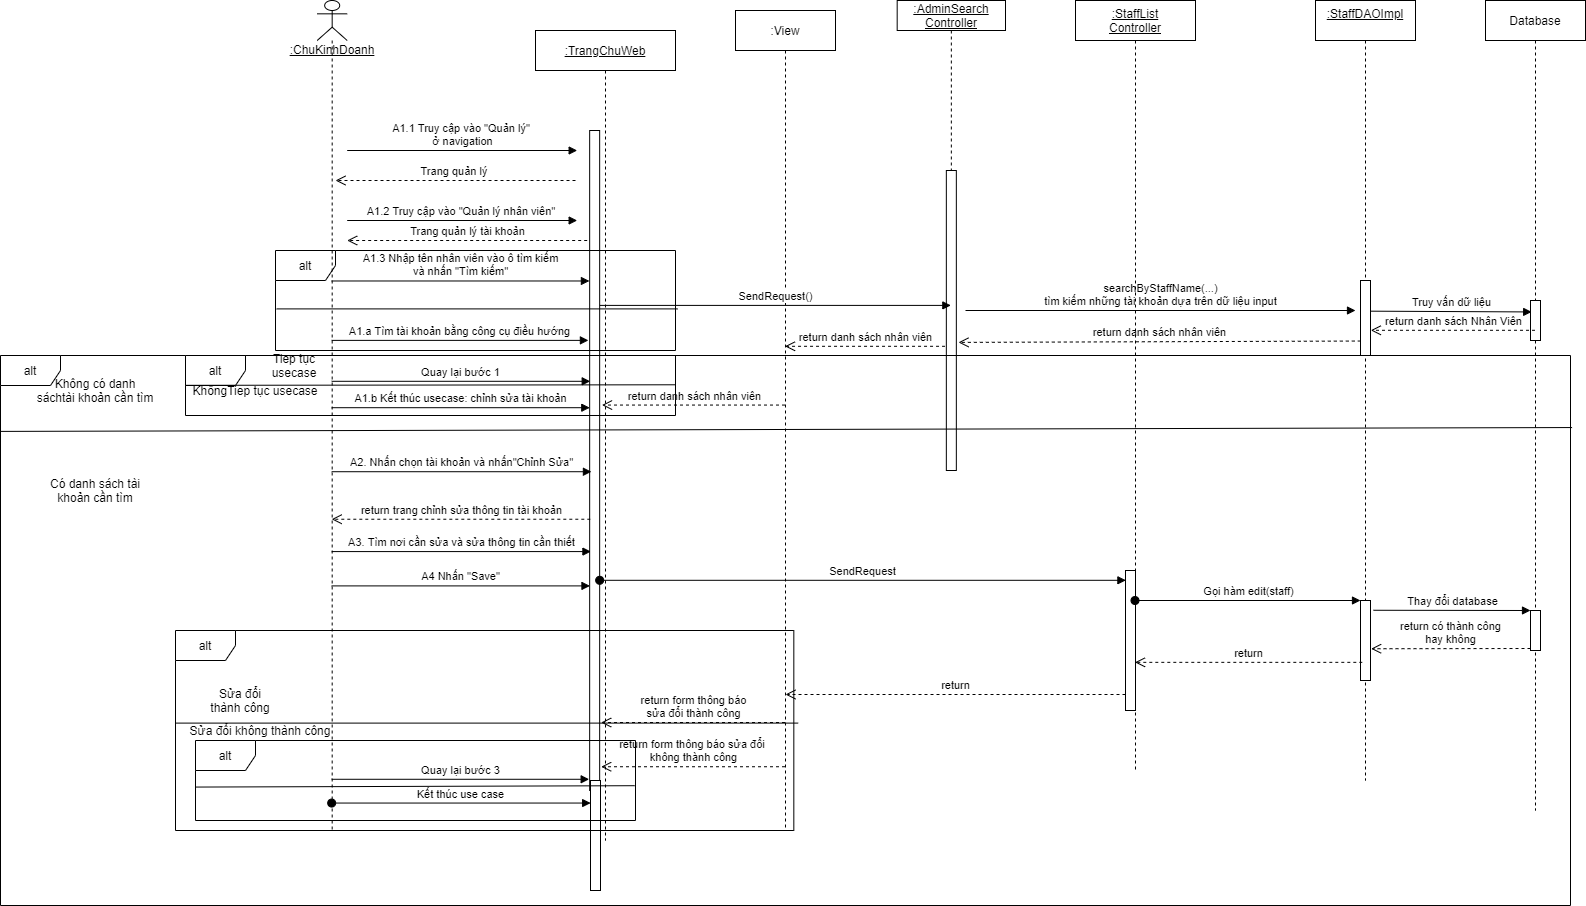 :ChuKinhDoanh
:TrangChuWeb
:View
:AdminSearch
Controller
:StaffList
Controller
:StaffDAOImpl
Database
A1.1 Truy cập vào "Quản lý"
ở navigation
Trang quản lý
A1.2 Truy cập vào "Quản lý nhân viên"
Trang quản lý tài khoản
alt
A1.3 Nhập tên nhân viên vào ô tìm kiếm
và nhấn "Tìm kiếm"
SendRequest()
searchByStaffName(...)
tìm kiếm những tài khoản dựa trên dữ liệu input
Truy vấn dữ liệu
return danh sách Nhân Viên
return danh sách nhân viên
return danh sách nhân viên
A1.a Tìm tài khoản bằng công cụ điều hướng
alt
Không có danh
sáchtài khoản cần tìm
alt
Tiếp tục
usecase
Quay lại bước 1
KhôngTiếp tục usecase
A1.b Kết thúc usecase: chỉnh sửa tài khoản
return danh sách nhân viên
Có danh sách tài
khoản cần tìm
A2. Nhấn chọn tài khoản và nhấn"Chỉnh Sửa"
return trang chỉnh sửa thông tin tài khoản
A3. Tìm nơi cần sửa và sửa thông tin cần thiết
A4 Nhấn "Save"
SendRequest
Gọi hàm edit(staff)
Thay đổi database
return có thành công
hay không
return
return
alt
Sửa đổi
thành công
return form thông báo
sửa đổi thành công
Sửa đổi không thành công
return form thông báo sửa đổi
không thành công
alt
Quay lại bước 3
Kết thúc use case